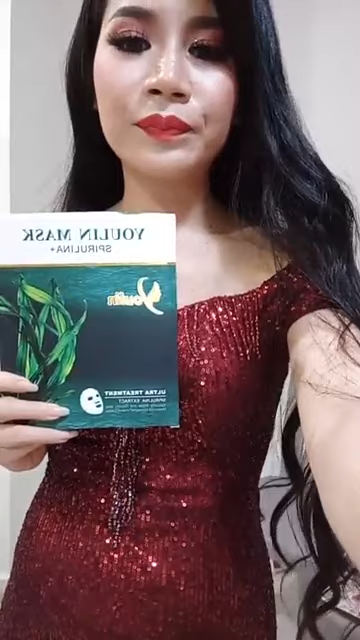 YOULIN MASK
SPIRULINA+
Youlin
ULTRA TREATMENT
SPIRULINA EXTRACT